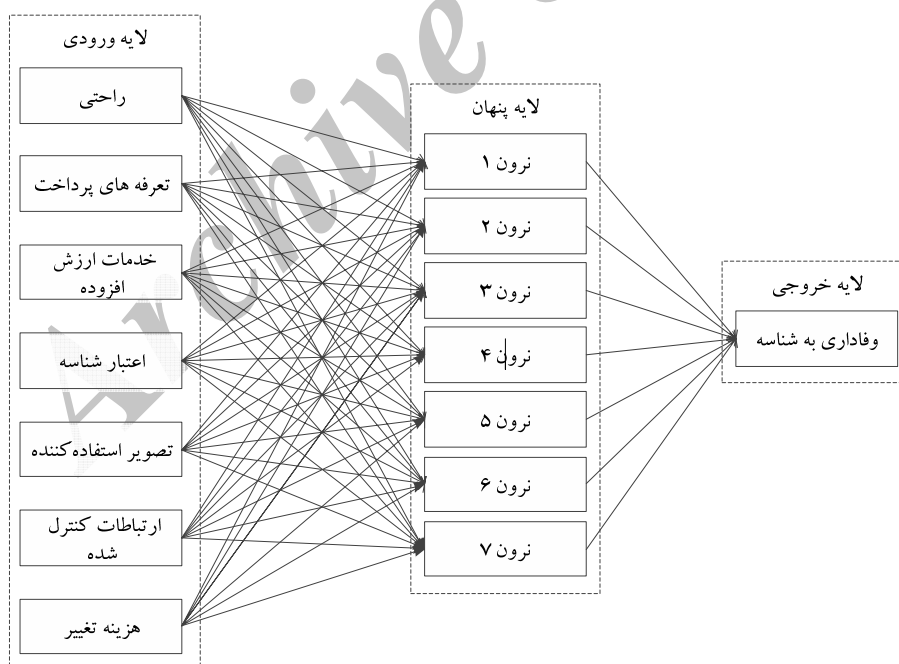 لایه ورودی
راحتی
تعرفه های پرداخت
خدمات ارزش
افزوده
اعتبار شناسه
تصویر استفاده‌کننده
ارتباطات کنترل
شده
هزینه تغییر
لایه پنهان
نرون ۱
نرون ۲
نرون ۳
نرون ۴
نرون ۵
نرون ۶
نرون ۷
لایه خروجی
وفاداری به شناسه
Archive